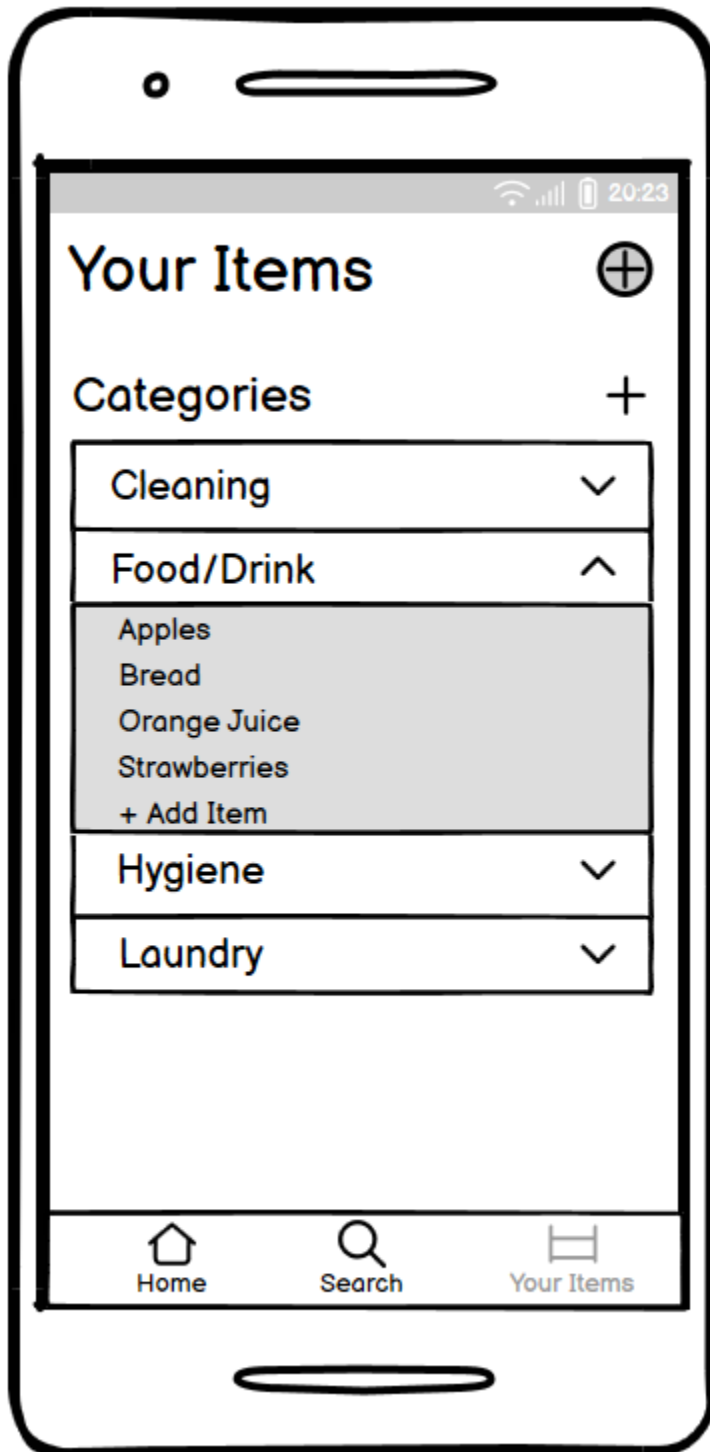 20:23
Your Items
Categories
Cleaning
Food/Drink
Apples
Bread
Orange Juice
Strawberries
+ Add Item
Hygiene
Laundry
Home Search Your Items